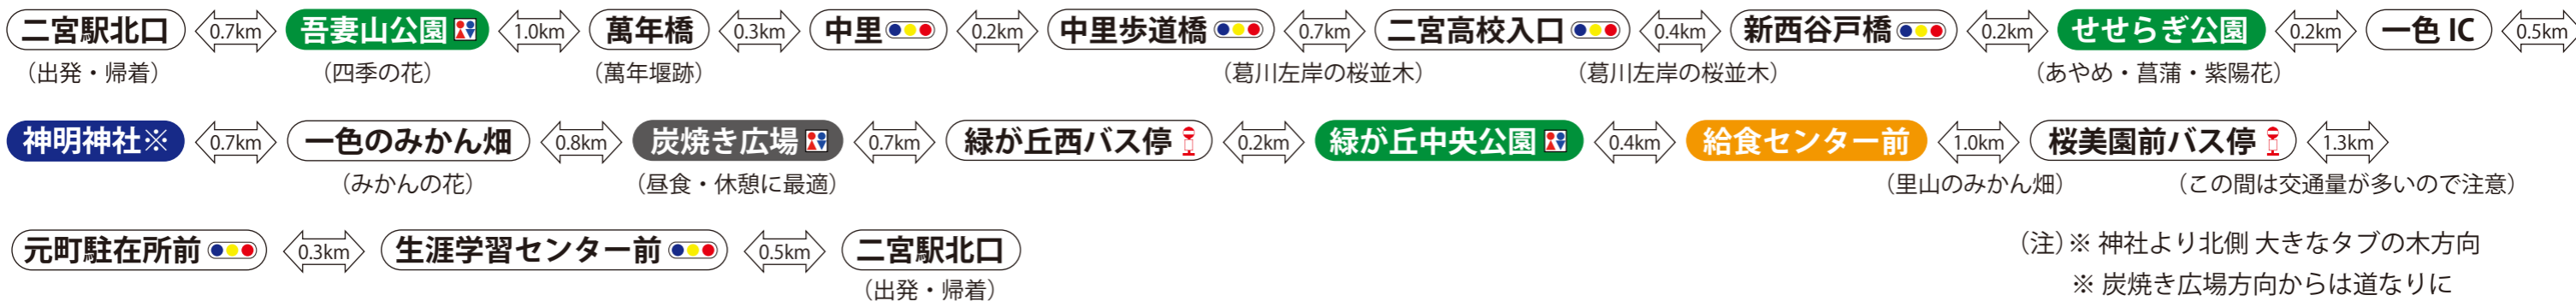 二宮駅北口 0.7km 吾妻山公園 1.0km 萬年橋 0.3km 中里 0.2km 中里歩道橋 0.7km 二宮高校入口 0.4km 新西谷戸橋 0.2km せせらぎ公園 0.2km 一色 IC 0.5km
（出発・帰着） （四季の花） （萬年堰跡） （葛川左岸の桜並木） （葛川左岸の桜並木） （あやめ・菖蒲・紫陽花）
神明神社※ 0.7km 一色のみかん畑 0.8km 炭焼き広場 0.7km 緑が丘西バス停 0.2km 緑が丘中央公園 0.4km 給食センター前 1.0km 桜美園前バス停 1.3km
（みかんの花） （昼食・休憩に最適） （里山のみかん畑） （この間は交通量が多いので注意）
元町駐在所前 0.3km 生涯学習センター前 0.5km 二宮駅北口
（出発・帰着）
（注）※ 神社より北側 大きなタブの木方向
※ 炭焼き広場方向からは道なりに